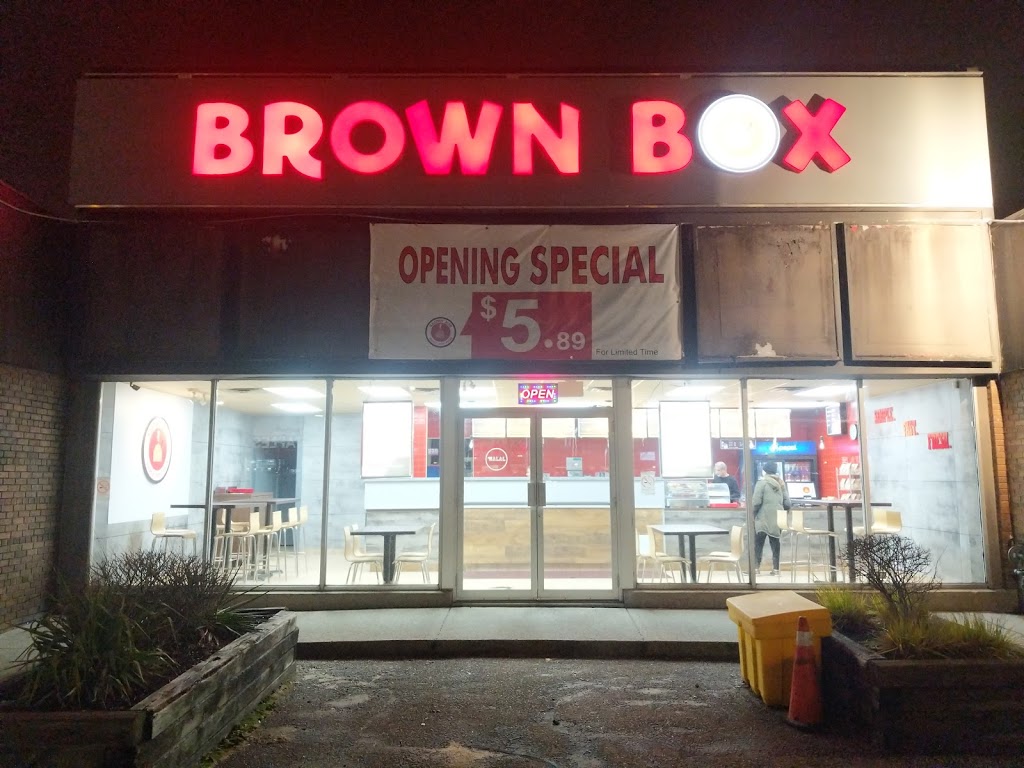 BROWN BOX
OPENING SPECIAL
$5.89
For Limited Time
OPEN
HALAL